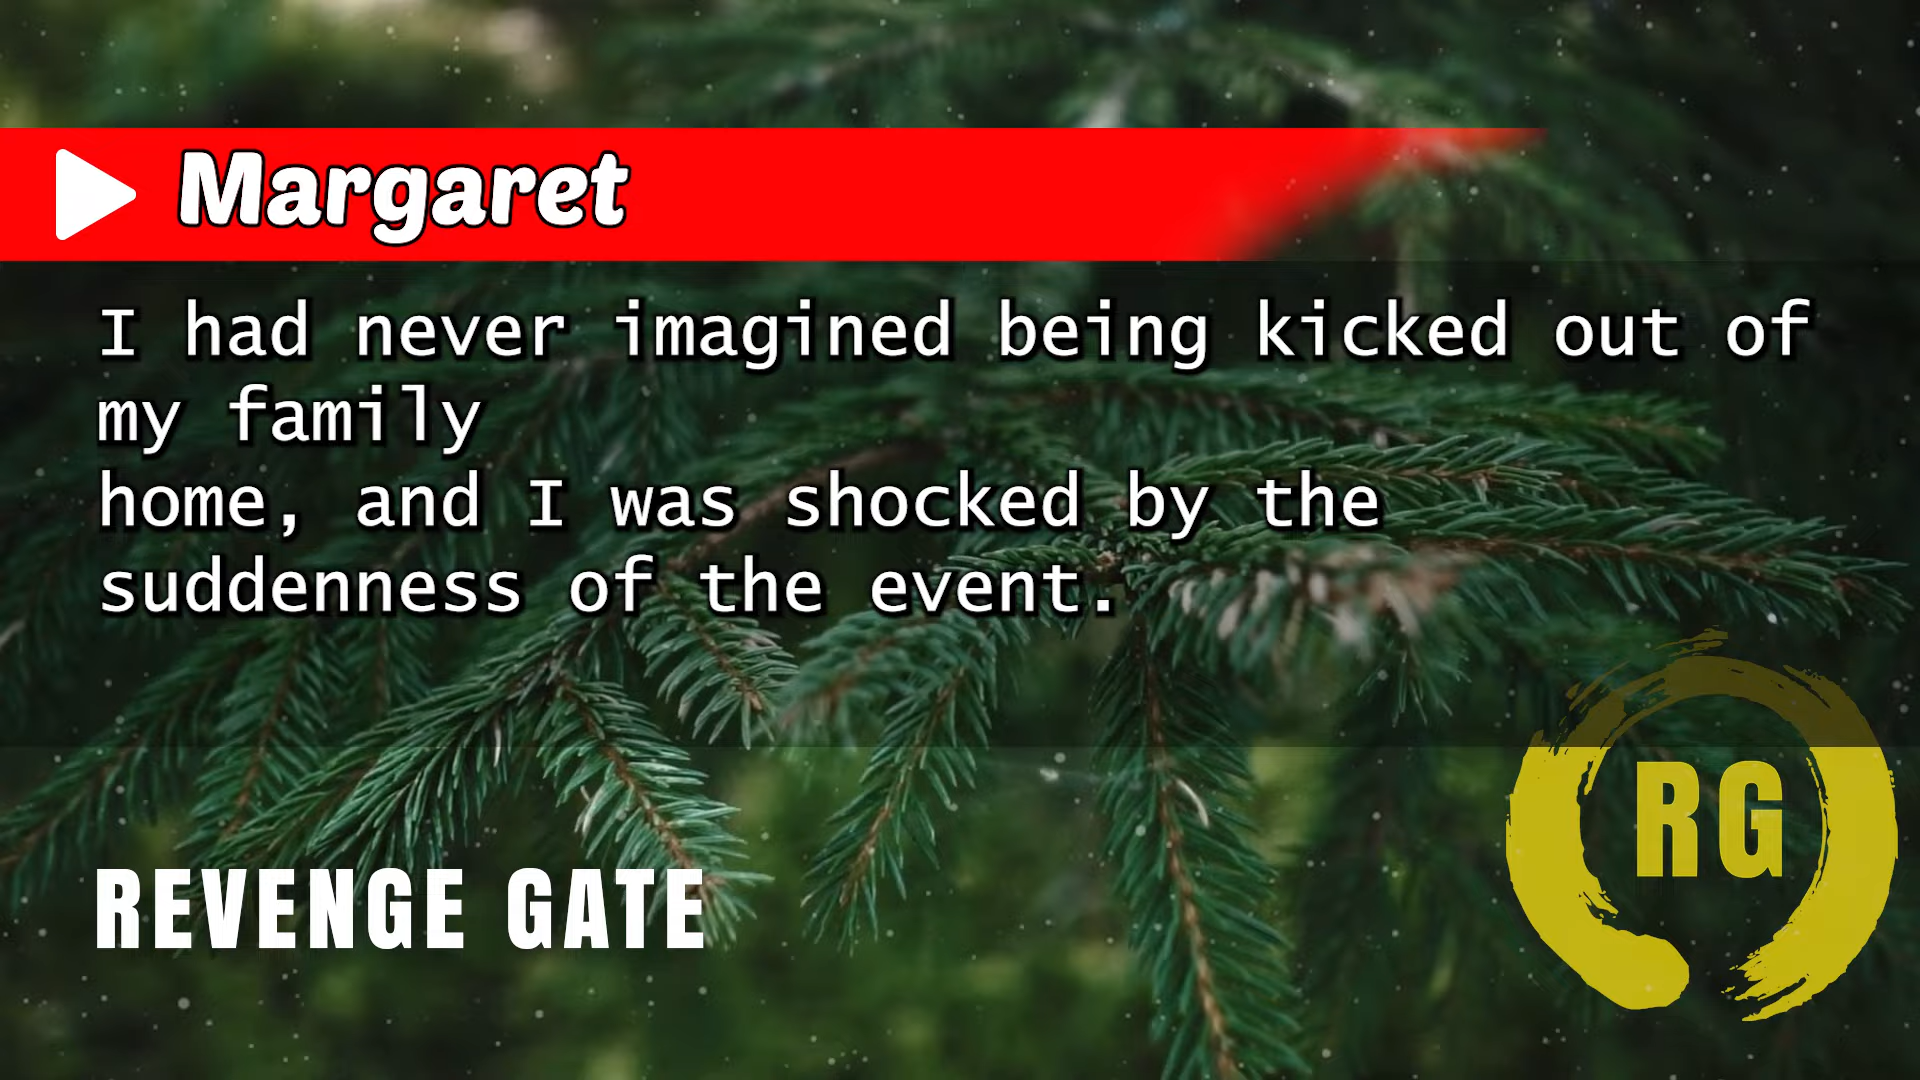 Margaret
I had never imagined being kicked out of
my family
home, and I was shocked by the
suddenness of the event.
RG
REVENGE GATE